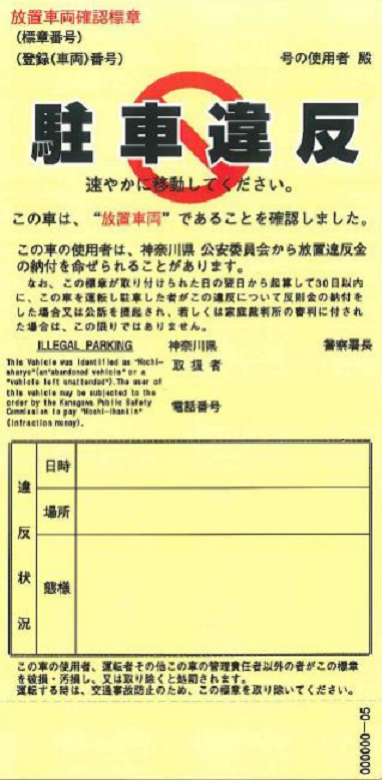 放置車両確認標章
(標章番号)
(登録(車両)番号) 号の使用者 殿
駐車違反
速やかに移動してください。
この車は、“放置車両”であることを確認しました。
この車の使用者は、神奈川県 公安委員会から放置違反金
の納付を命ぜられることがあります。
なお、この標章が取り付けられた日の翌日から起算して30日以内
に、この車を運転し駐車した者がこの違反について反則金の納付を
した場合又は公訴を提起され、若しくは家庭裁判所の審判に付され
た場合は、この限りではありません。
ILLEGAL PARKING 神奈川県 警察署長
This Vehicle was identified as "Hochi-
sharyo"(an"abandoned vehicle" or a
"vehicle left unattended").The user of
this vehicle may be subjected to the
order by the Kanagawa Public Safety
Commission to pay "Hochi-ihankin"
(infraction money).
取扱者
電話番号
違反状況
日時
場所
態様
この車の使用者、運転者その他この車の管理責任者以外の者がこの標章
を破損・汚損し、又は取り除くと処罰されます。
運転する時は、交通事故防止のため、この標章を取り除いてください。
000000-05